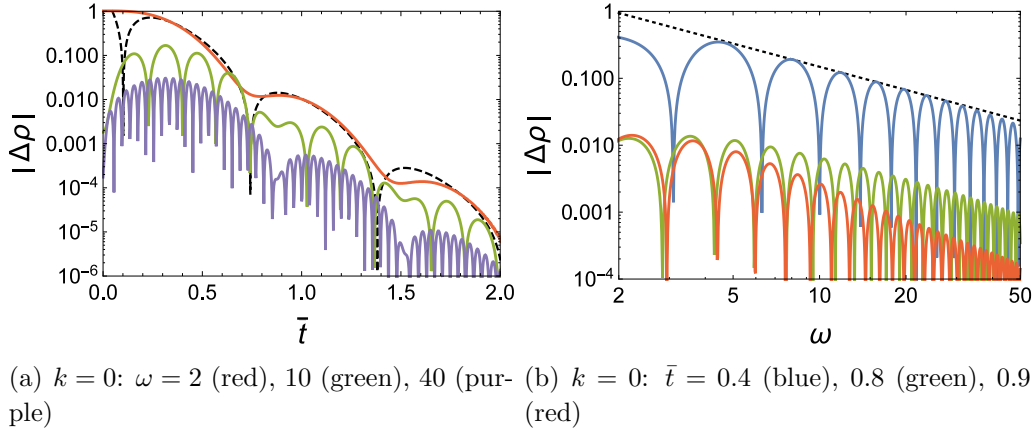 1
0.100
0.010
0.001
10⁻⁴
10⁻⁵
10⁻⁶
|Δρ|
0.0 0.5 1.0 1.5 2.0
t̄
1
0.100
0.010
0.001
10⁻⁴
|Δρ|
2 5 10 20 50
ω
(a) k = 0: ω = 2 (red), 10 (green), 40 (pur-
ple)
(b) k = 0: t̄ = 0.4 (blue), 0.8 (green), 0.9
(red)